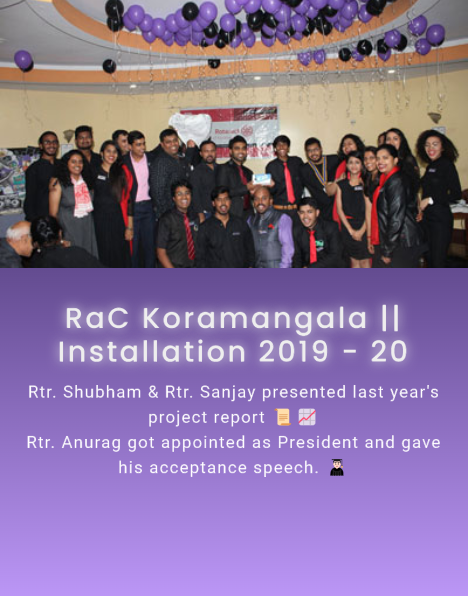 Rotaract
RaC Koramangala ||
Installation 2019 - 20
Rtr. Shubham & Rtr. Sanjay presented last year's
project report 📜 📈
Rtr. Anurag got appointed as President and gave
his acceptance speech. 👩🏻‍🎓